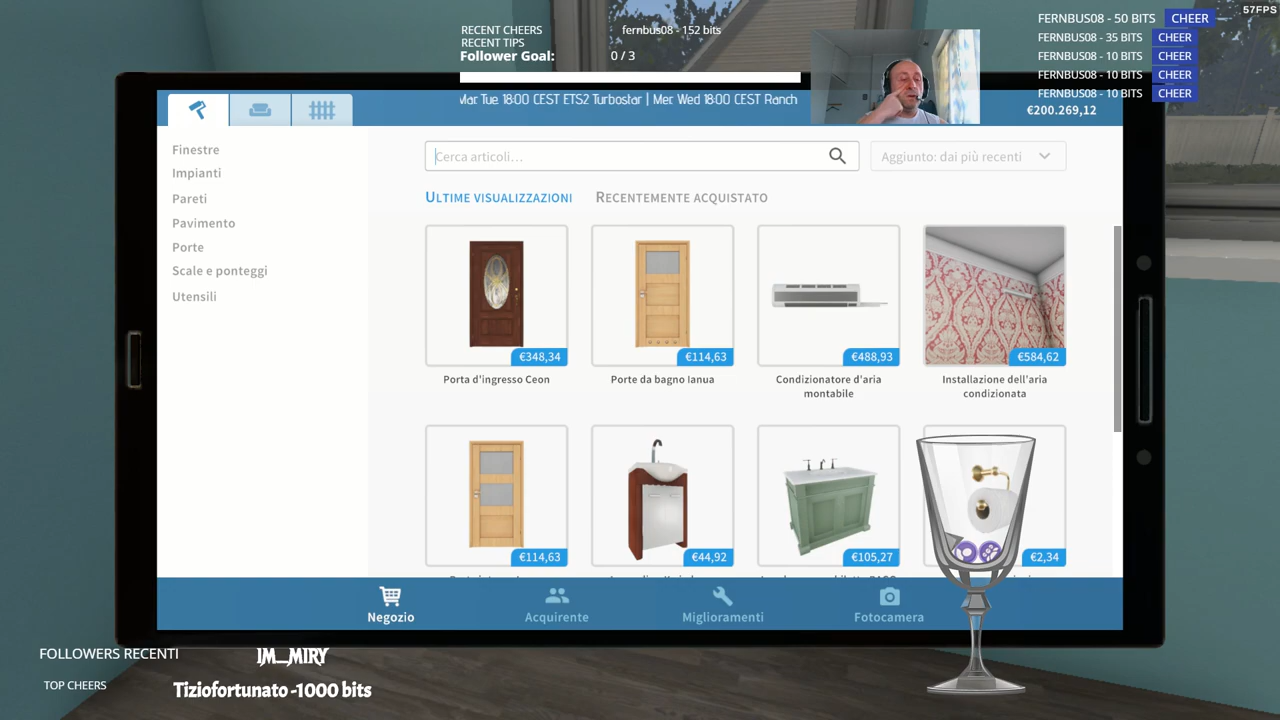 57FPS
RECENT CHEERS fernbus08 - 152 bits
RECENT TIPS
Follower Goal: 0 / 3
FERNBUS08 - 50 BITS CHEER
FERNBUS08 - 35 BITS CHEER
FERNBUS08 - 10 BITS CHEER
FERNBUS08 - 10 BITS CHEER
FERNBUS08 - 10 BITS CHEER
Mar Tue 18:00 CEST ETS2 Turbostar | Mer Wed 18:00 CEST Ranch
€200.269,12
Finestre
Impianti
Pareti
Pavimento
Porte
Scale e ponteggi
Utensili
Cerca articoli...
Aggiunto: dai più recenti
ULTIME VISUALIZZAZIONI RECENTEMENTE ACQUISTATO
€348,34 €114,63 €488,93 €584,62
Porta d'ingresso Ceon
Porte da bagno Ianua
Condizionatore d'aria montabile
Installazione dell'aria condizionata
€114,63 €44,92 €105,27 €2,34
Negozio Acquirente Miglioramenti Fotocamera
FOLLOWERS RECENTI IM_MIRY
TOP CHEERS Tiziofortunato -1000 bits